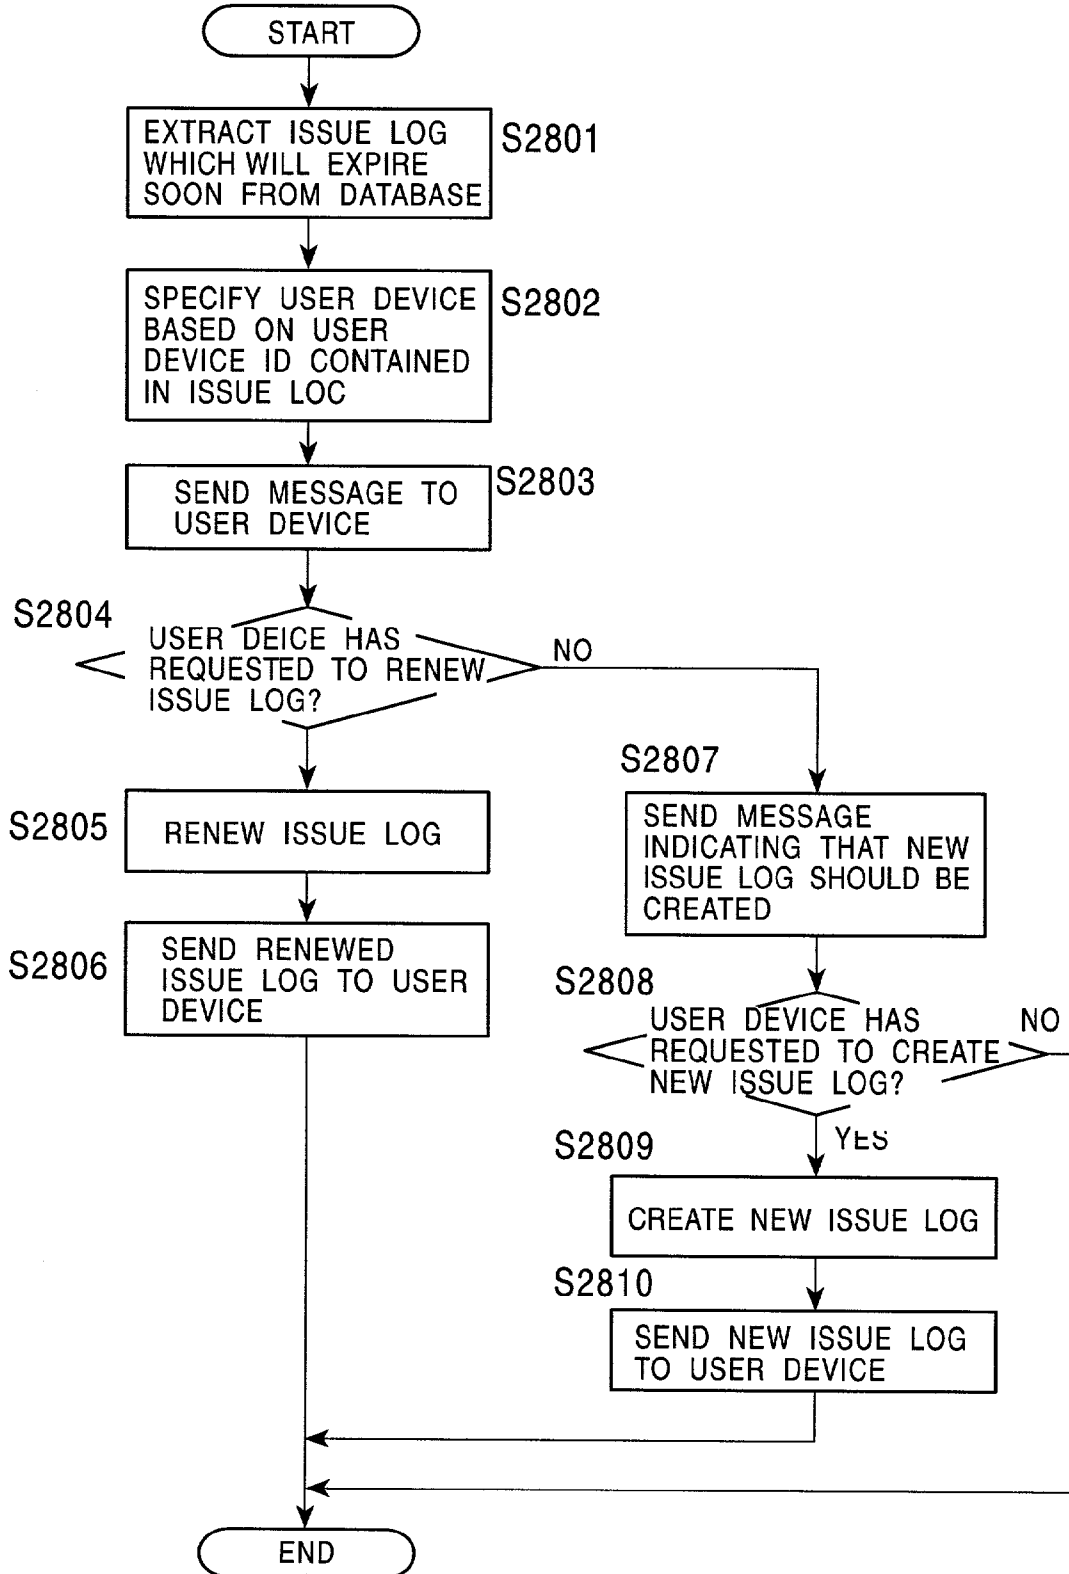 START
EXTRACT ISSUE LOG
WHICH WILL EXPIRE
SOON FROM DATABASE
S2801
SPECIFY USER DEVICE
BASED ON USER
DEVICE ID CONTAINED
IN ISSUE LOC
S2802
SEND MESSAGE TO
USER DEVICE
S2803
S2804
USER DEICE HAS
REQUESTED TO RENEW
ISSUE LOG?
NO
S2805
RENEW ISSUE LOG
S2806
SEND RENEWED
ISSUE LOG TO USER
DEVICE
S2807
SEND MESSAGE
INDICATING THAT NEW
ISSUE LOG SHOULD BE
CREATED
S2808
USER DEVICE HAS
REQUESTED TO CREATE
NEW ISSUE LOG?
NO
YES
S2809
CREATE NEW ISSUE LOG
S2810
SEND NEW ISSUE LOG
TO USER DEVICE
END